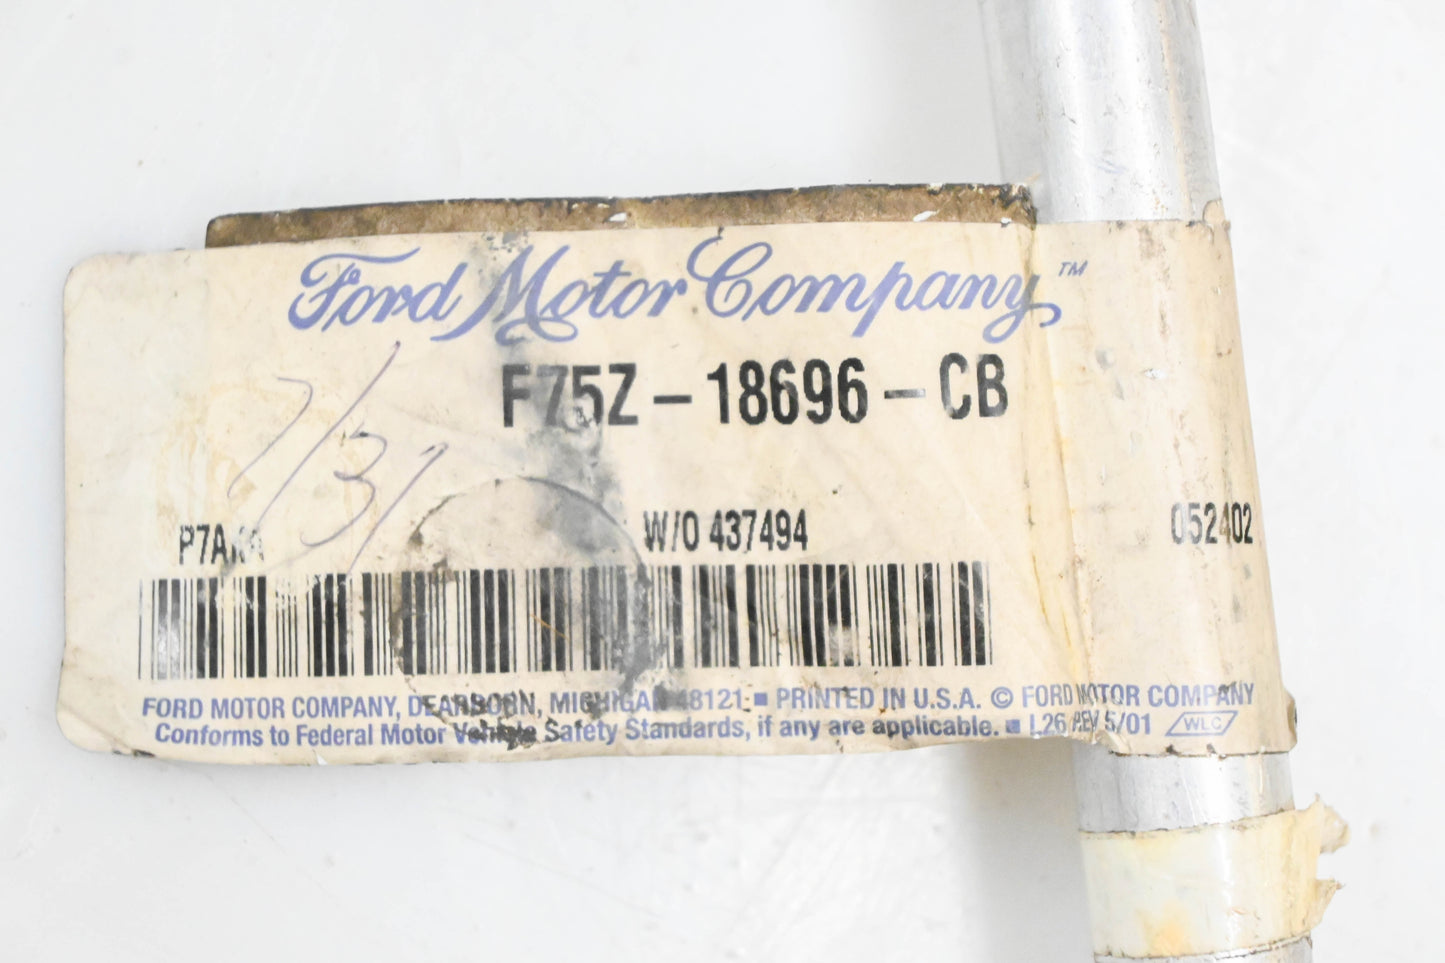 Ford Motor Company™
F75Z-18696-CB
7/31
W/O 437494
052402
FORD MOTOR COMPANY, DEARBORN, MICHIGAN 48121 ■ PRINTED IN U.S.A. © FORD MOTOR COMPANY
Conforms to Federal Motor Vehicle Safety Standards, if any are applicable. ■ L26 REV 5/01 WLC